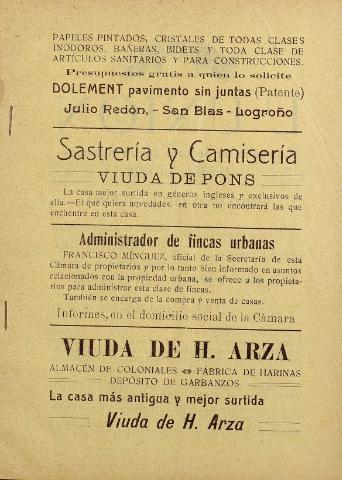 PAPELES PINTADOS, CRISTALES DE TODAS CLASES
INODOROS, BAÑERAS, BIDETS Y TODA CLASE DE
ARTÍCULOS SANITARIOS Y PARA CONSTRUCCIONES.
Presupuestos gratis a quien lo solicite
DOLEMENT pavimento sin juntas (Patente)
Julio Redón, - San Blas - Logroño
Sastrería y Camisería
VIUDA DE PONS
La casa mejor surtida en géneros ingleses y exclusivos de
ella.—El que quiera novedades, en otra no encontrará las que
encuentre en esta casa.
Administrador de fincas urbanas
FRANCISCO MÍNGUEZ, oficial de la Secretaría de esta
Cámara de propietarios y por lo tanto bien informado en asuntos
relacionados con la propiedad urbana, se ofrece a los propieta-
rios para administrar esta clase de fincas.
También se encarga de la compra y venta de casas.
Informes, en el domicilio social de la Cámara
VIUDA DE H. ARZA
ALMACÉN DE COLONIALES FÁBRICA DE HARINAS
DEPÓSITO DE GARBANZOS
La casa más antigua y mejor surtida
Viuda de H. Arza